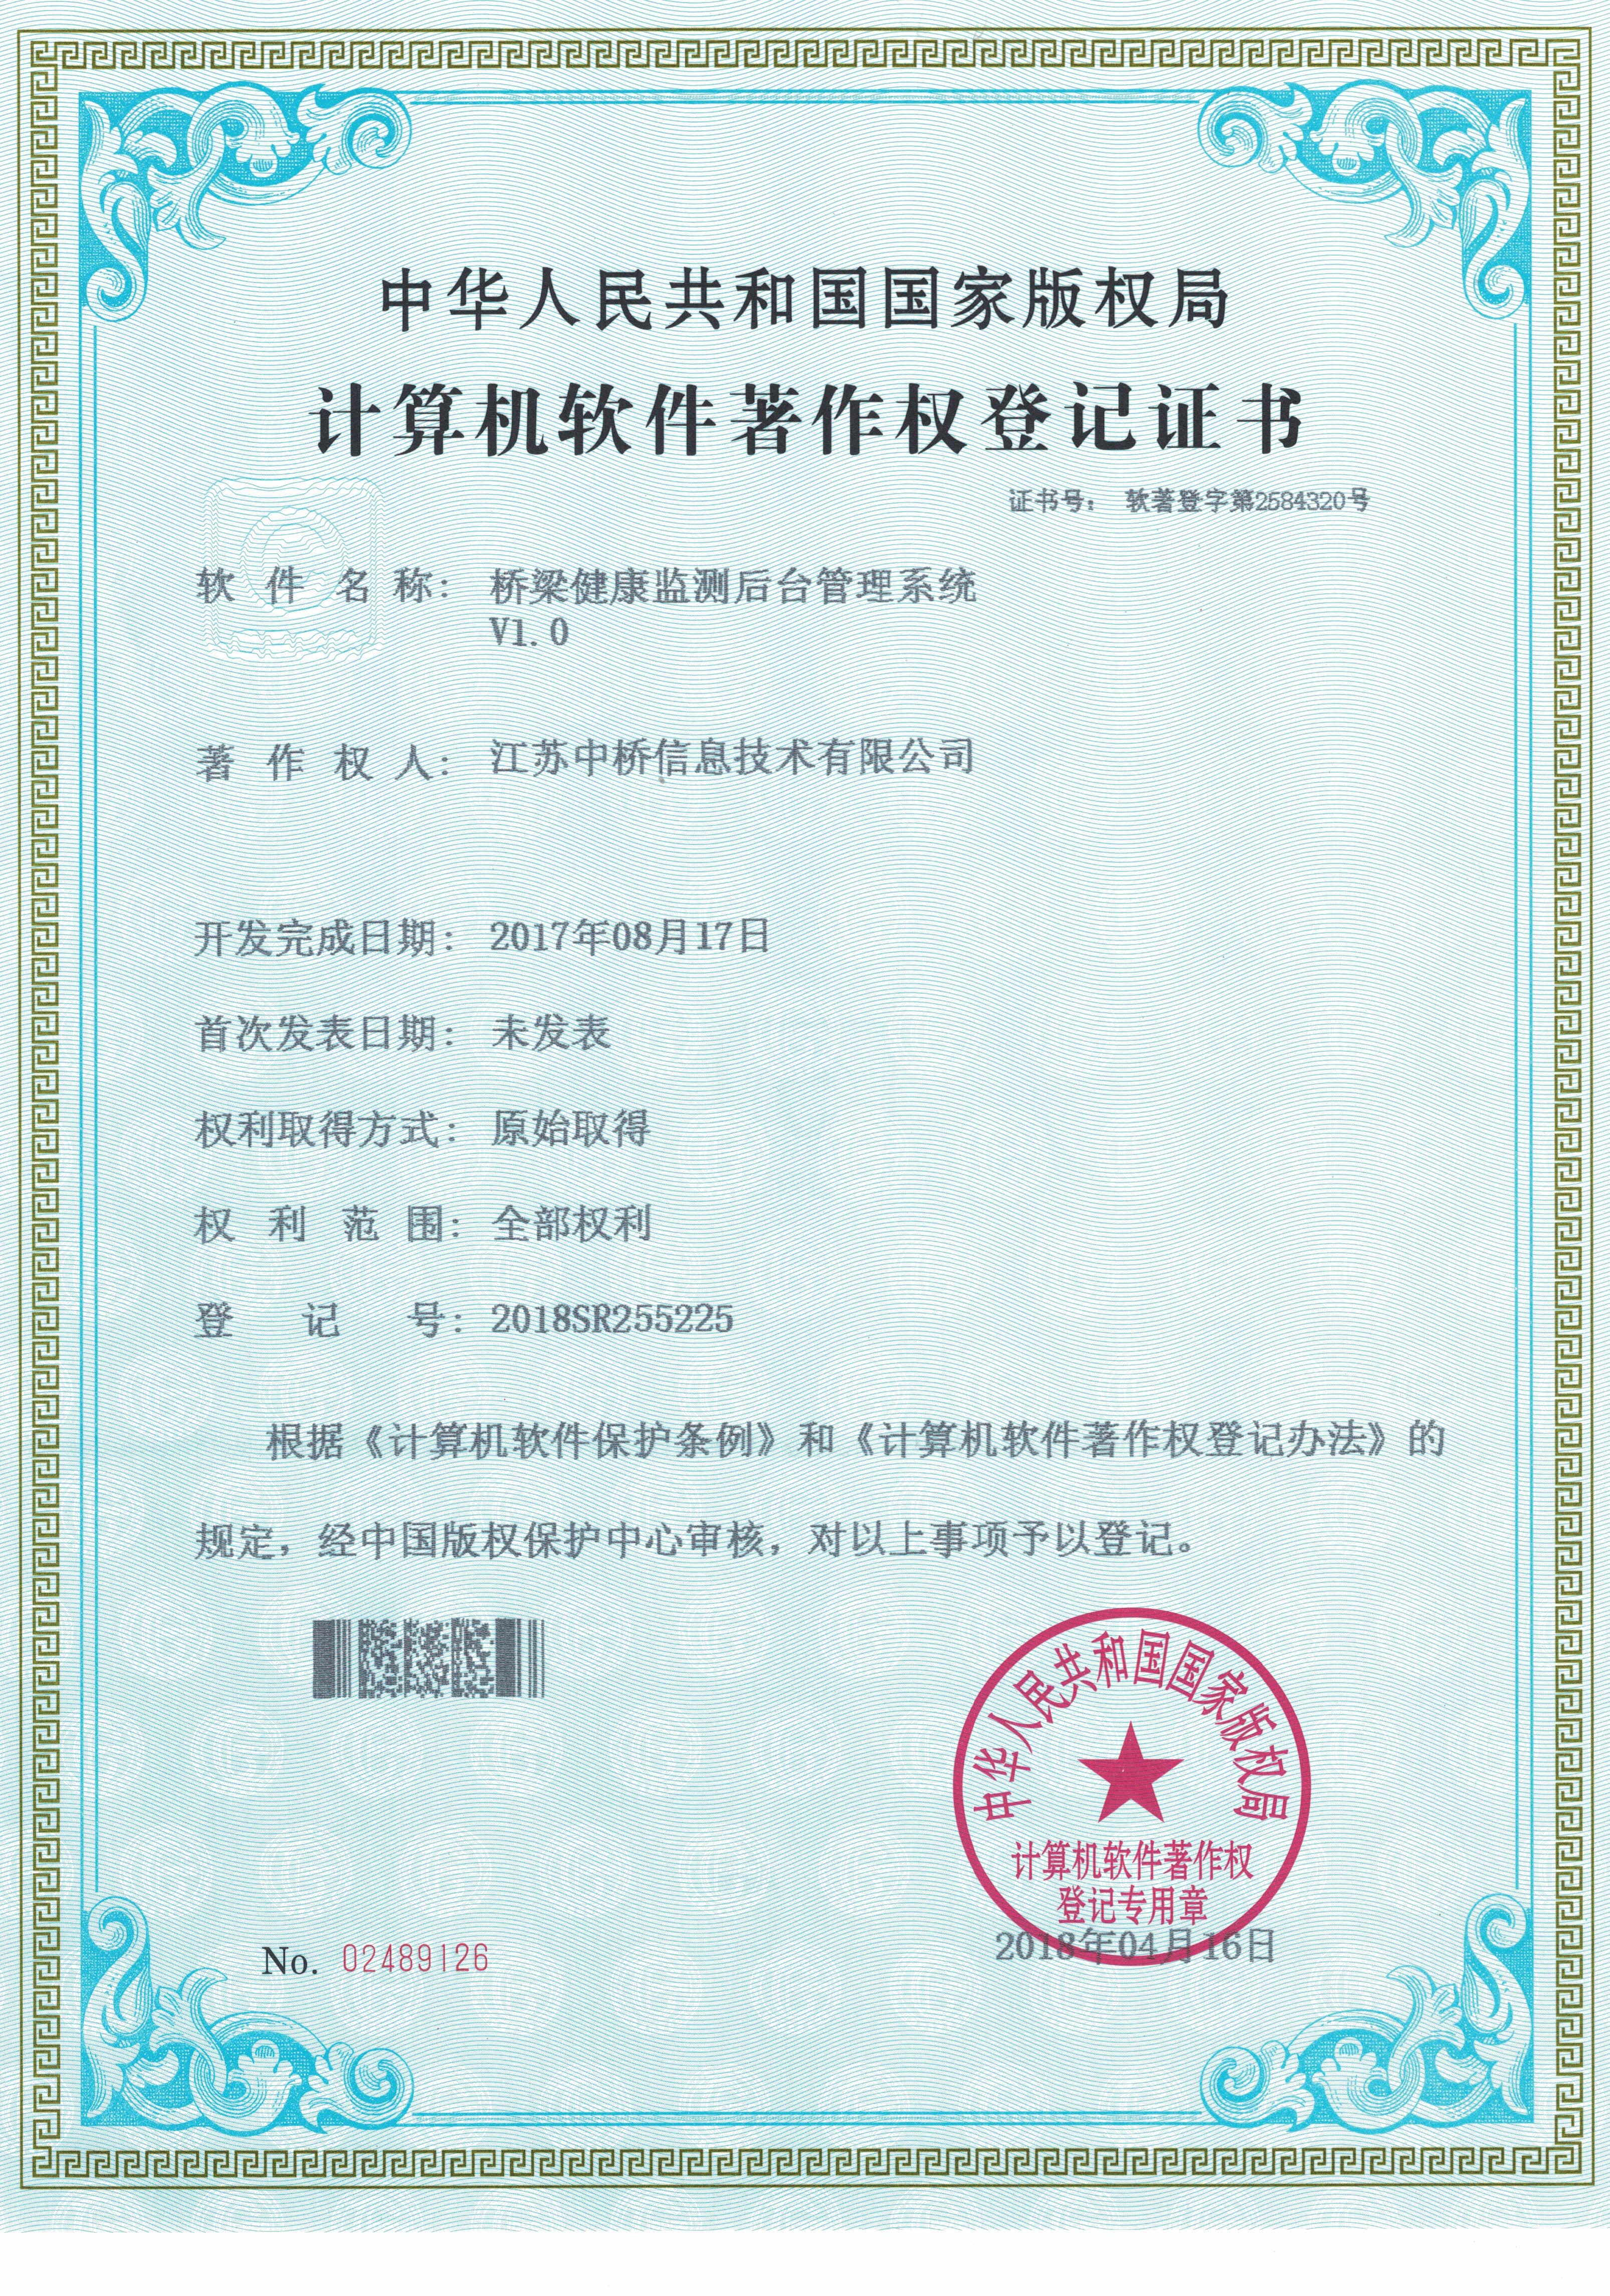 中华人民共和国国家版权局
计算机软件著作权登记证书
证书号： 软著登字第2584320号
软件名称： 桥梁健康监测后台管理系统
V1.0
著作权人： 江苏中桥信息技术有限公司
开发完成日期： 2017年08月17日
首次发表日期： 未发表
权利取得方式： 原始取得
权利范围： 全部权利
登记号： 2018SR255225
根据《计算机软件保护条例》和《计算机软件著作权登记办法》的
规定，经中国版权保护中心审核，对以上事项予以登记。
中华人民共和国国家版权局
计算机软件著作权
登记专用章
2018年04月16日
No. 02489126